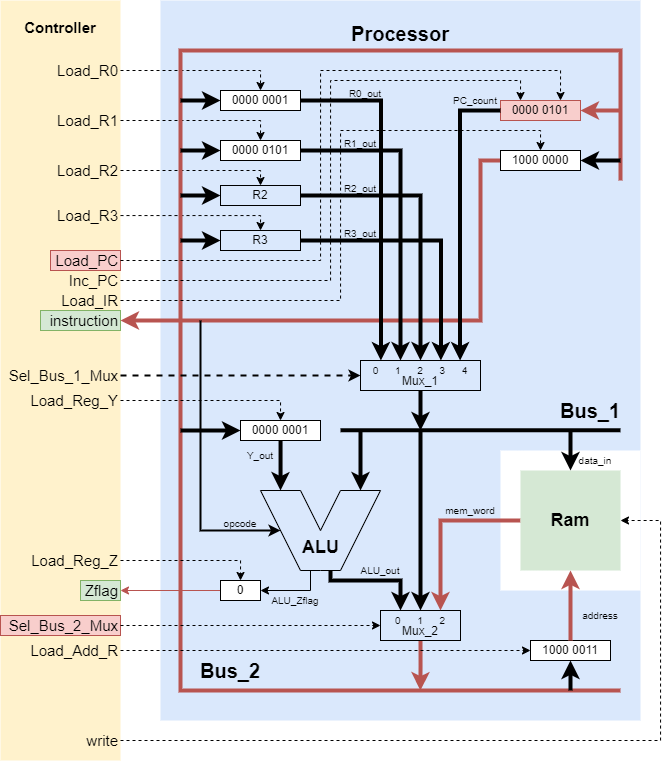 Controller
Processor
Load_R0
0000 0001
R0_out
PC_count
0000 0101
Load_R1
0000 0101
R1_out
1000 0000
Load_R2
R2
R2_out
Load_R3
R3
R3_out
Load_PC
Inc_PC
Load_IR
instruction
Sel_Bus_1_Mux
0 1 2 3 4
Mux_1
Load_Reg_Y
0000 0001
Bus_1
Y_out
data_in
mem_word
Ram
opcode
ALU
Load_Reg_Z
ALU_out
Zflag
0
ALU_Zflag
address
Sel_Bus_2_Mux
0 1 2
Mux_2
Load_Add_R
1000 0011
Bus_2
write